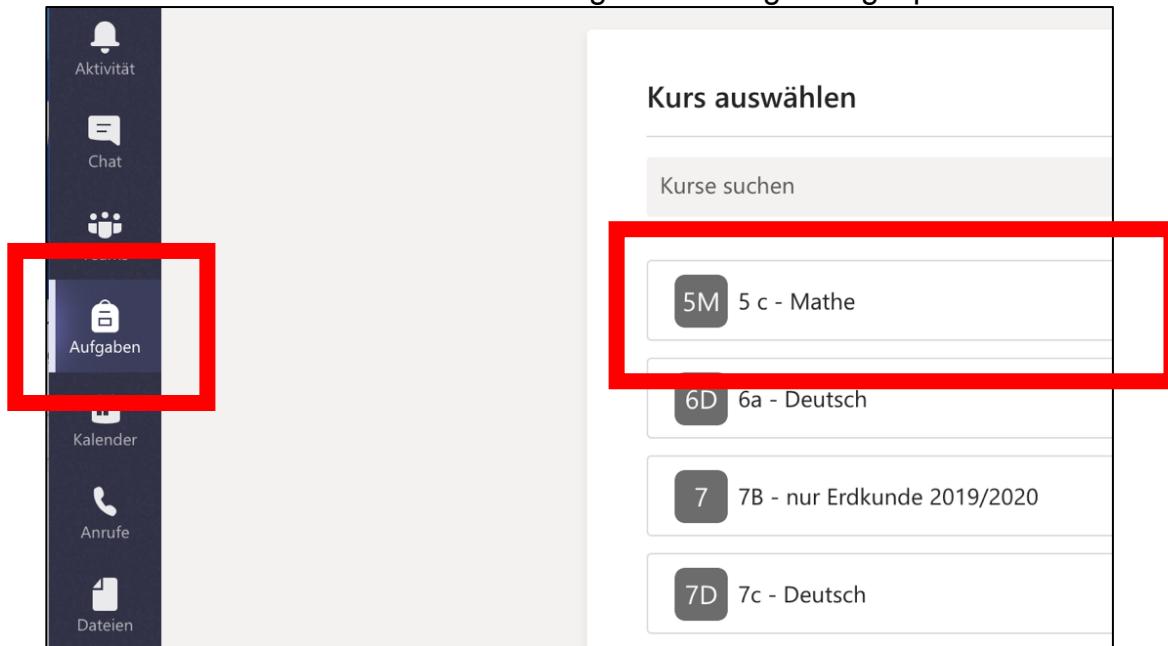 Aktivität
Chat
Aufgaben
Kalender
Anrufe
Dateien
Kurs auswählen
Kurse suchen
5M 5 c - Mathe
6D 6a - Deutsch
7 7B - nur Erdkunde 2019/2020
7D 7c - Deutsch